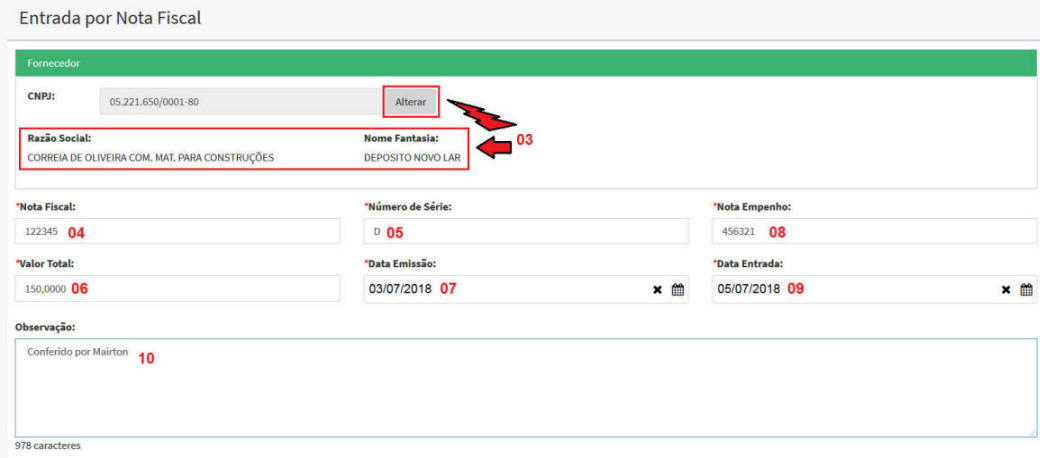 Entrada por Nota Fiscal
Fornecedor
CNPJ: 05.221.650/0001-80 Alterar
03
Razão Social: Nome Fantasia:
CORREIA DE OLIVEIRA COM. MAT. PARA CONSTRUÇÕES DEPOSITO NOVO LAR
*Nota Fiscal: *Número de Série: *Nota Empenho:
122345 04 D 05 456321 08
*Valor Total: *Data Emissão: *Data Entrada:
150,0000 06 03/07/2018 07 05/07/2018 09
Observação:
Conferido por Mairton 10
978 caracteres